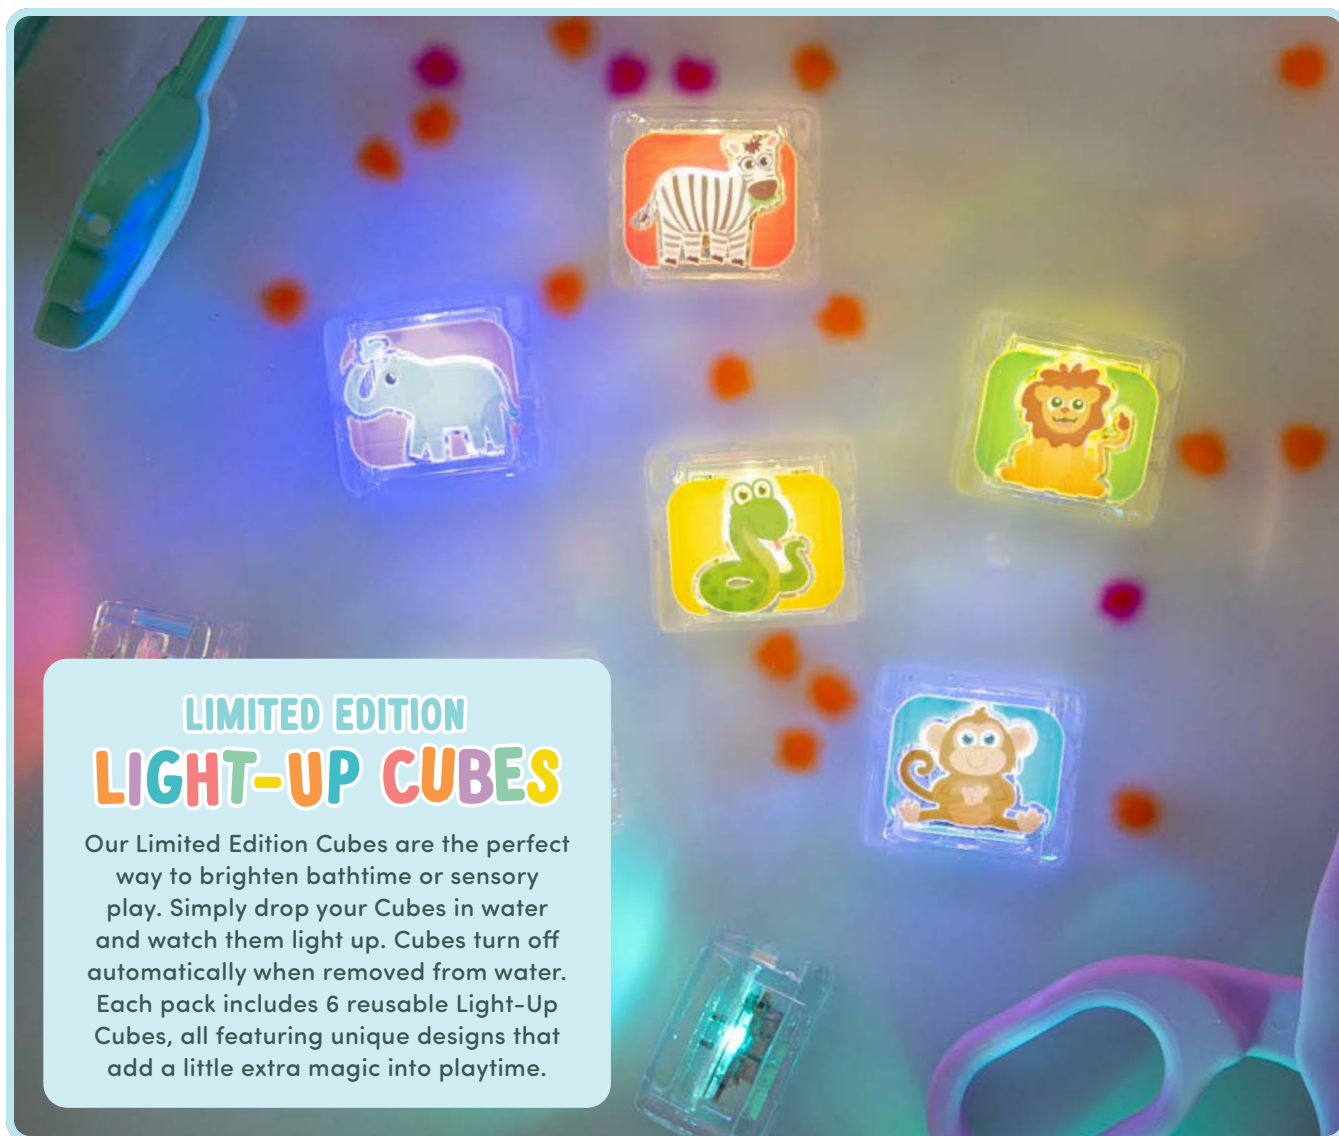 LIMITED EDITION
LIGHT-UP CUBES
Our Limited Edition Cubes are the perfect
way to brighten bathtime or sensory
play. Simply drop your Cubes in water
and watch them light up. Cubes turn off
automatically when removed from water.
Each pack includes 6 reusable Light-Up
Cubes, all featuring unique designs that
add a little extra magic into playtime.